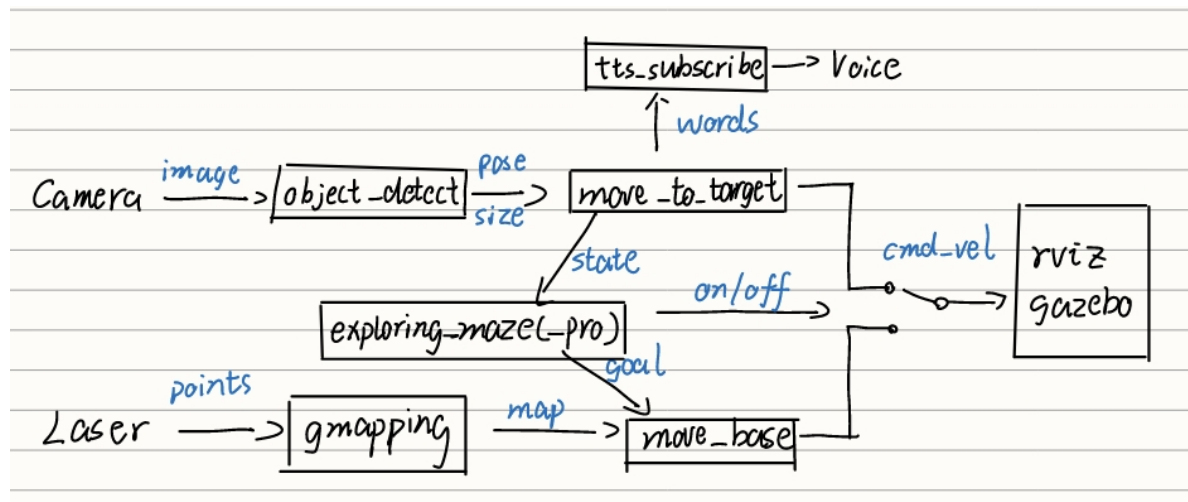 tts_subscribe
Voice
words
Camera
image
object_detect
pose
size
move_to_target
state
cmd_vel
rviz
gazebo
on/off
exploring_maze(_pro)
goal
points
Laser
gmapping
map
move_base